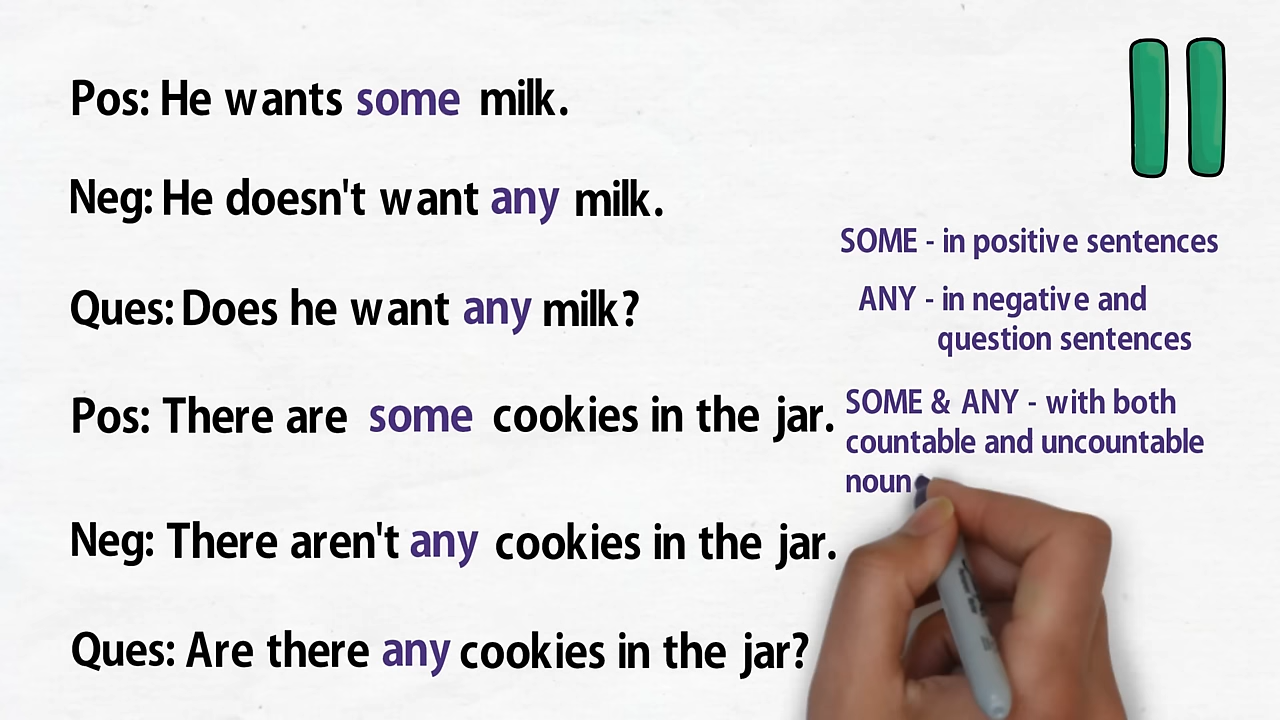 Pos: He wants some milk.
Neg: He doesn't want any milk.
Ques: Does he want any milk?
Pos: There are some cookies in the jar.
Neg: There aren't any cookies in the jar.
Ques: Are there any cookies in the jar?
SOME - in positive sentences
ANY - in negative and
question sentences
SOME & ANY - with both
countable and uncountable
noun